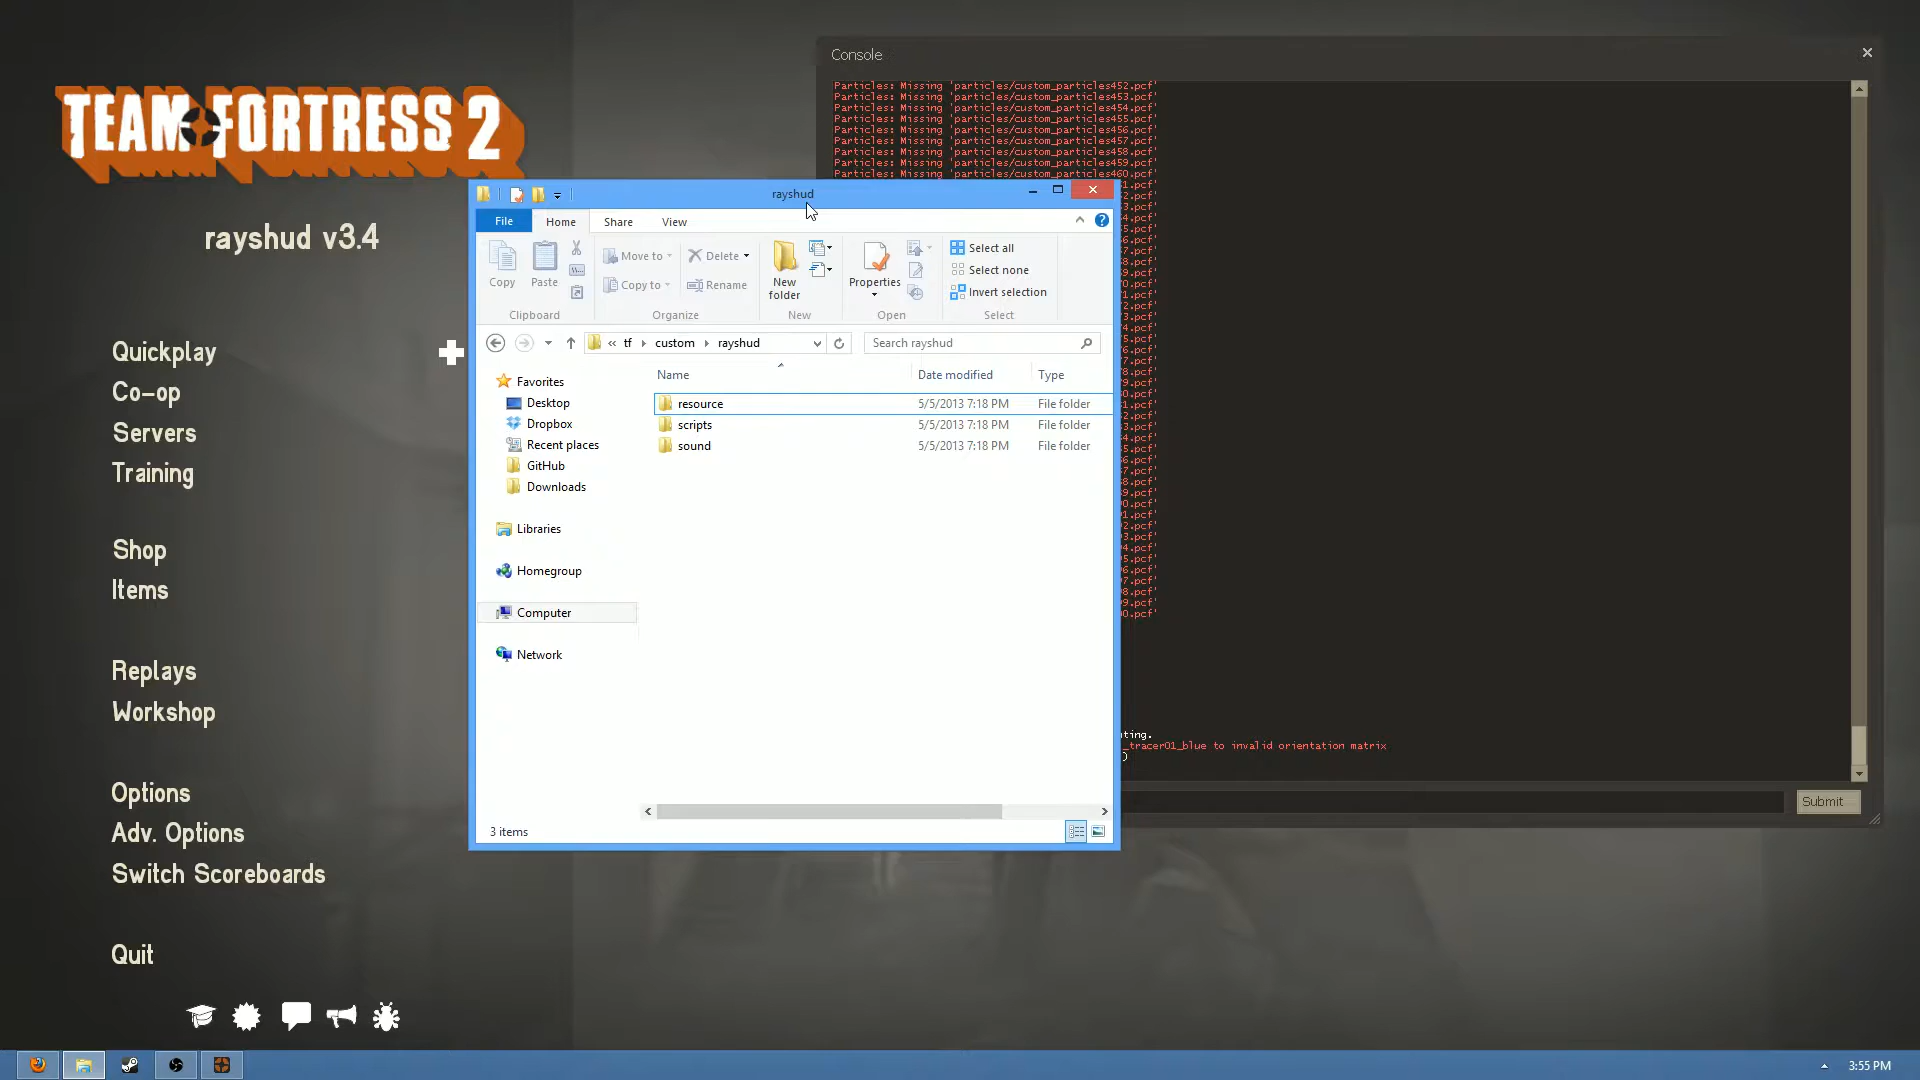 TEAM FORTRESS 2
rayshud v3.4
Quickplay
Co-op
Servers
Training
Shop
Items
Replays
Workshop
Options
Adv. Options
Switch Scoreboards
Quit
Console
Particles: Missing 'particles/custom_particles452.pcf'
Particles: Missing 'particles/custom_particles453.pcf'
Particles: Missing 'particles/custom_particles454.pcf'
Particles: Missing 'particles/custom_particles455.pcf'
Particles: Missing 'particles/custom_particles456.pcf'
Particles: Missing 'particles/custom_particles457.pcf'
Particles: Missing 'particles/custom_particles458.pcf'
Particles: Missing 'particles/custom_particles459.pcf'
Particles: Missing 'particles/custom_particles460.pcf'
_tracer01_blue to invalid orientation matrix
Submit
rayshud
File Home Share View
Copy Paste
Move to Delete
Copy to Rename
New folder
Properties
Select all
Select none
Invert selection
Clipboard Organize New Open Select
« tf custom rayshud
Search rayshud
Favorites
Desktop
Dropbox
Recent places
GitHub
Downloads
Libraries
Homegroup
Computer
Network
Name Date modified Type
resource 5/5/2013 7:18 PM File folder
scripts 5/5/2013 7:18 PM File folder
sound 5/5/2013 7:18 PM File folder
3 items
3:55 PM